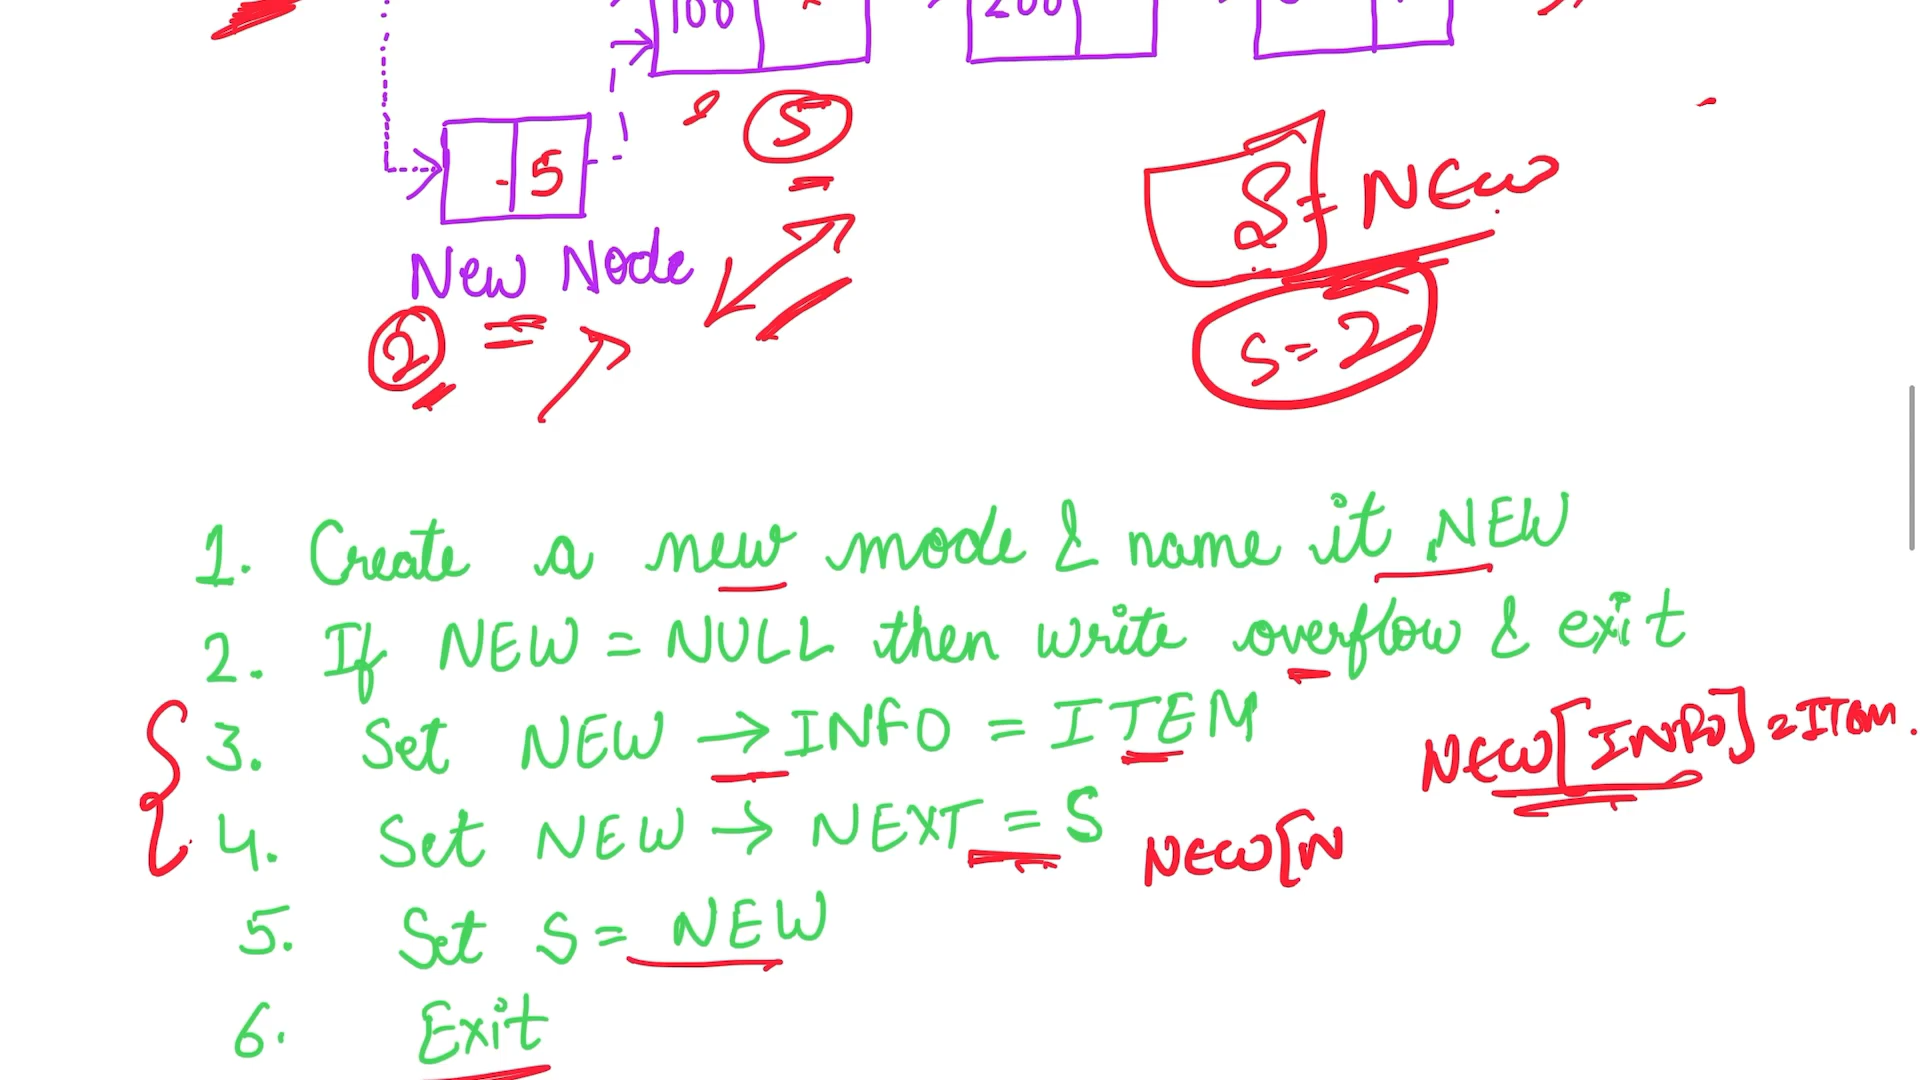 100 200
5
5
S = NEW
New Node
2
S = 2
1. Create a new mode & name it NEW
2. If NEW = NULL then write overflow & exit
3. Set NEW → INFO = ITEM NEW[INFO] = ITEM.
4. Set NEW → NEXT = S NEW[N
5. Set S = NEW
6. Exit